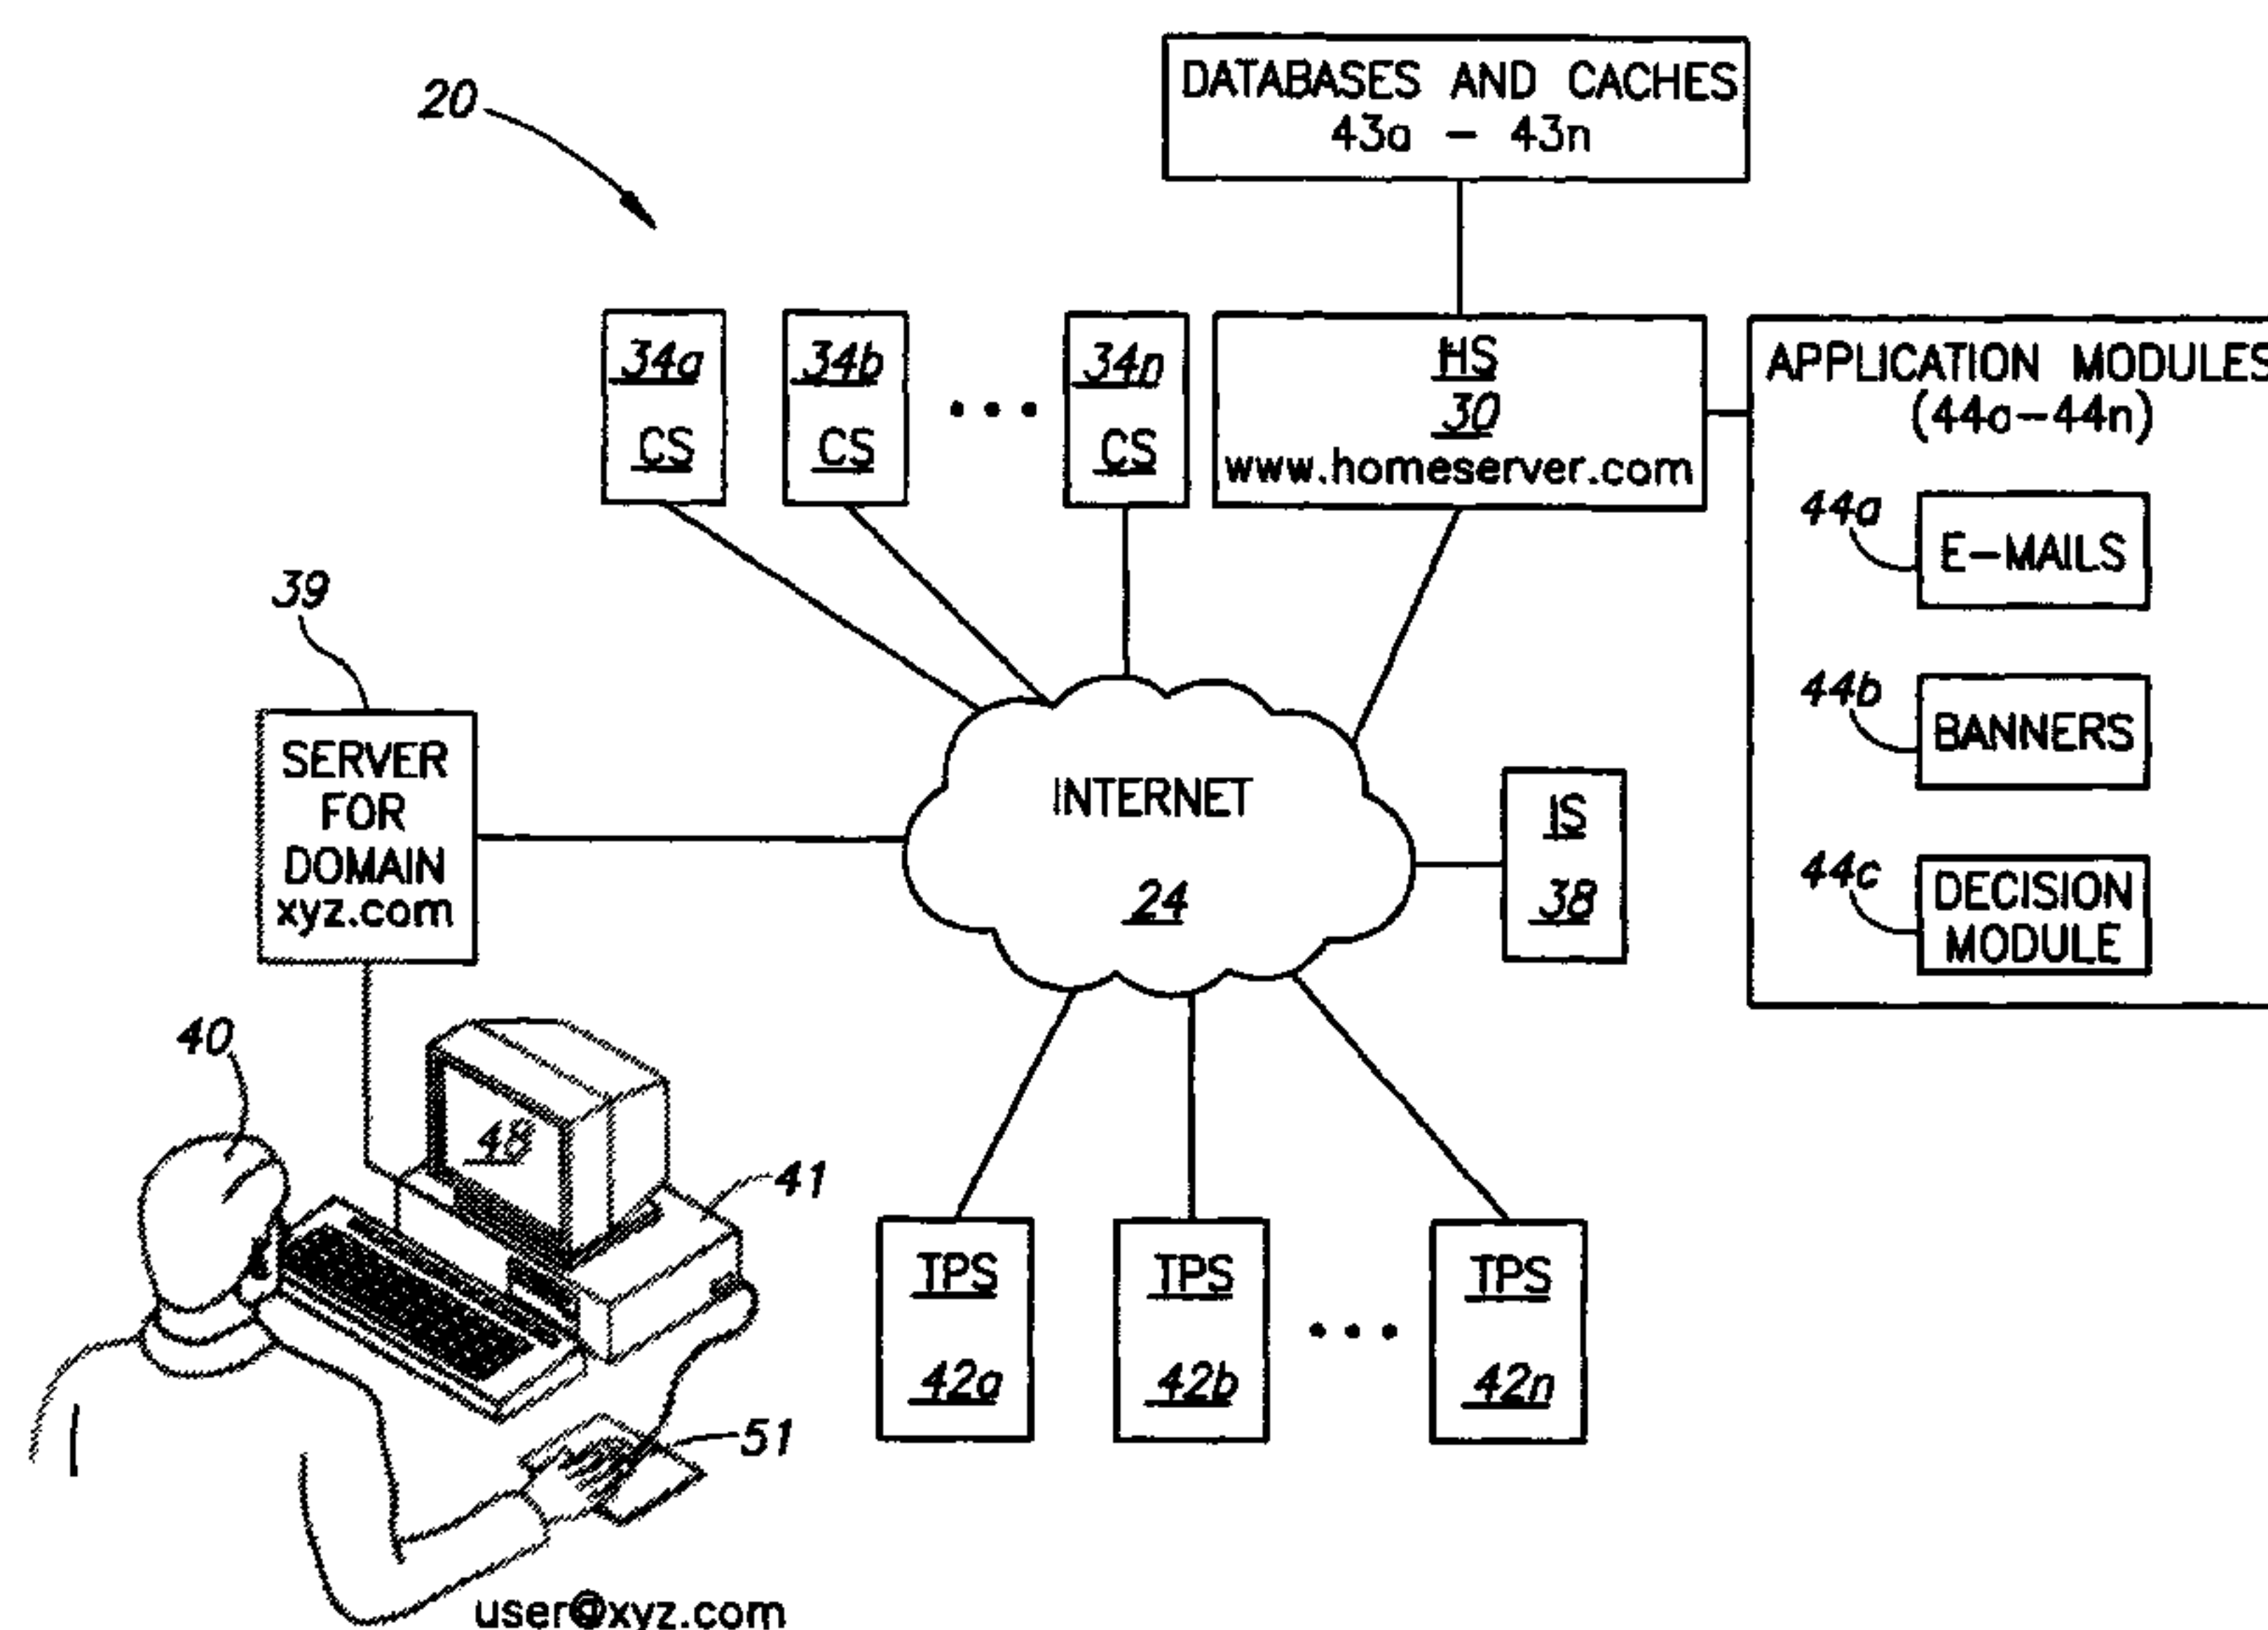 20
DATABASES AND CACHES
43a - 43n
34a
CS
34b
CS
34n
CS
HS
30
www.homeserver.com
APPLICATION MODULES
(44a-44n)
44a
E-MAILS
44b
BANNERS
44c
DECISION
MODULE
39
SERVER
FOR
DOMAIN
xyz.com
INTERNET
24
IS
38
40
48
41
51
user@xyz.com
TPS
42a
TPS
42b
TPS
42n